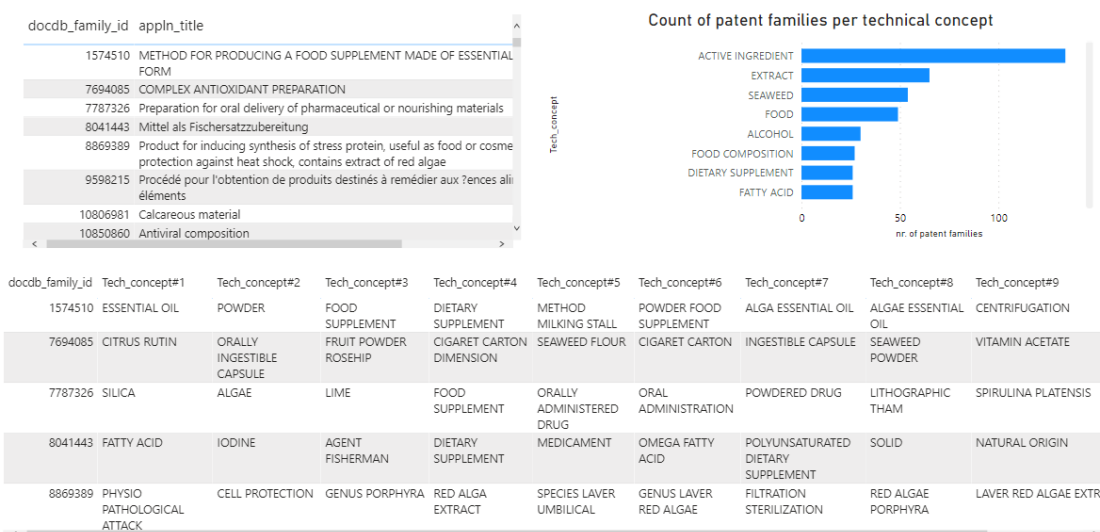 docdb_family_id appln_title
1574510 METHOD FOR PRODUCING A FOOD SUPPLEMENT MADE OF ESSENTIAL
FORM
7694085 COMPLEX ANTIOXIDANT PREPARATION
7787326 Preparation for oral delivery of pharmaceutical or nourishing materials
8041443 Mittel als Fischersatzzubereitung
8869389 Product for inducing synthesis of stress protein, useful as food or cosme
protection against heat shock, contains extract of red algae
9598215 Procédé pour l'obtention de produits destinés à remédier aux ?ences ali
éléments
10806981 Calcareous material
10850860 Antiviral composition
Count of patent families per technical concept
Tech_concept
ACTIVE INGREDIENT
EXTRACT
SEAWEED
FOOD
ALCOHOL
FOOD COMPOSITION
DIETARY SUPPLEMENT
FATTY ACID
0 50 100
nr. of patent families
docdb_family_id Tech_concept#1 Tech_concept#2 Tech_concept#3 Tech_concept#4 Tech_concept#5 Tech_concept#6 Tech_concept#7 Tech_concept#8 Tech_concept#9
1574510 ESSENTIAL OIL POWDER FOOD DIETARY METHOD POWDER FOOD ALGA ESSENTIAL OIL ALGAE ESSENTIAL CENTRIFUGATION
SUPPLEMENT SUPPLEMENT MILKING STALL SUPPLEMENT OIL
7694085 CITRUS RUTIN ORALLY FRUIT POWDER CIGARET CARTON SEAWEED FLOUR CIGARET CARTON INGESTIBLE CAPSULE SEAWEED VITAMIN ACETATE
INGESTIBLE ROSEHIP DIMENSION POWDER
CAPSULE
7787326 SILICA ALGAE LIME FOOD ORALLY ORAL POWDERED DRUG LITHOGRAPHIC SPIRULINA PLATENSIS
SUPPLEMENT ADMINISTERED ADMINISTRATION THAM
DRUG
8041443 FATTY ACID IODINE AGENT DIETARY MEDICAMENT OMEGA FATTY POLYUNSATURATED SOLID NATURAL ORIGIN
FISHERMAN SUPPLEMENT ACID DIETARY
SUPPLEMENT
8869389 PHYSIO CELL PROTECTION GENUS PORPHYRA RED ALGA SPECIES LAVER GENUS LAVER FILTRATION RED ALGAE LAVER RED ALGAE EXTR
PATHOLOGICAL EXTRACT UMBILICAL RED ALGAE STERILIZATION PORPHYRA
ATTACK